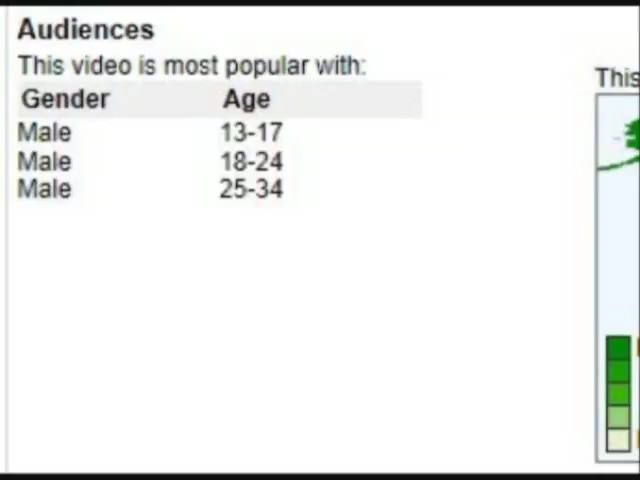 Audiences
This video is most popular with:
Gender Age
Male 13-17
Male 18-24
Male 25-34
This